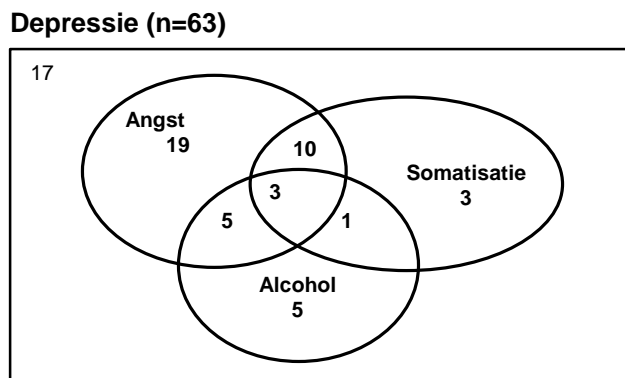 Depressie (n=63)
17
Angst
19
10
Somatisatie
3
3
5
1
Alcohol
5